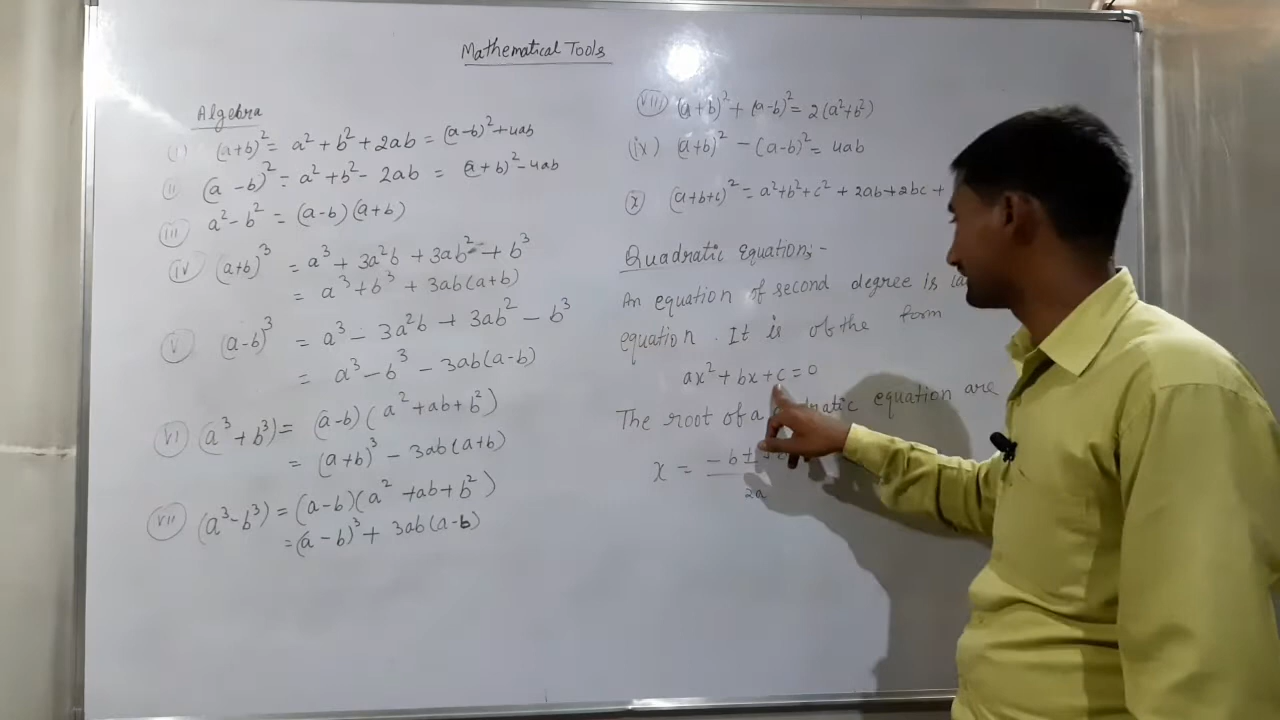 Mathematical Tools
Algebra
(i) (a+b)² = a² + b² + 2ab = (a-b)² + 4ab
ii (a - b)² = a² + b² - 2ab = (a + b)² - 4ab
iii a² - b² = (a-b) (a+b)
iv (a+b)³ = a³ + 3a²b + 3ab² + b³
= a³ + b³ + 3ab(a+b)
v (a-b)³ = a³ - 3a²b + 3ab² - b³
= a³ - b³ - 3ab(a-b)
vi (a³ + b³) = (a-b) (a² + ab + b²)
= (a+b)³ - 3ab(a+b)
vii (a³ - b³) = (a-b) (a² + ab + b²)
= (a - b)³ + 3ab(a-b)
viii (a+b)² + (a-b)² = 2(a²+b²)
(ix) (a+b)² - (a-b)² = 4ab
x (a+b+c)² = a²+b²+c² + 2ab+2bc +
Quadratic Equation:-
An equation of second degree is
equation. It is of the form
ax² + bx + c = 0
The root of a equation are
x = - b ±
2a